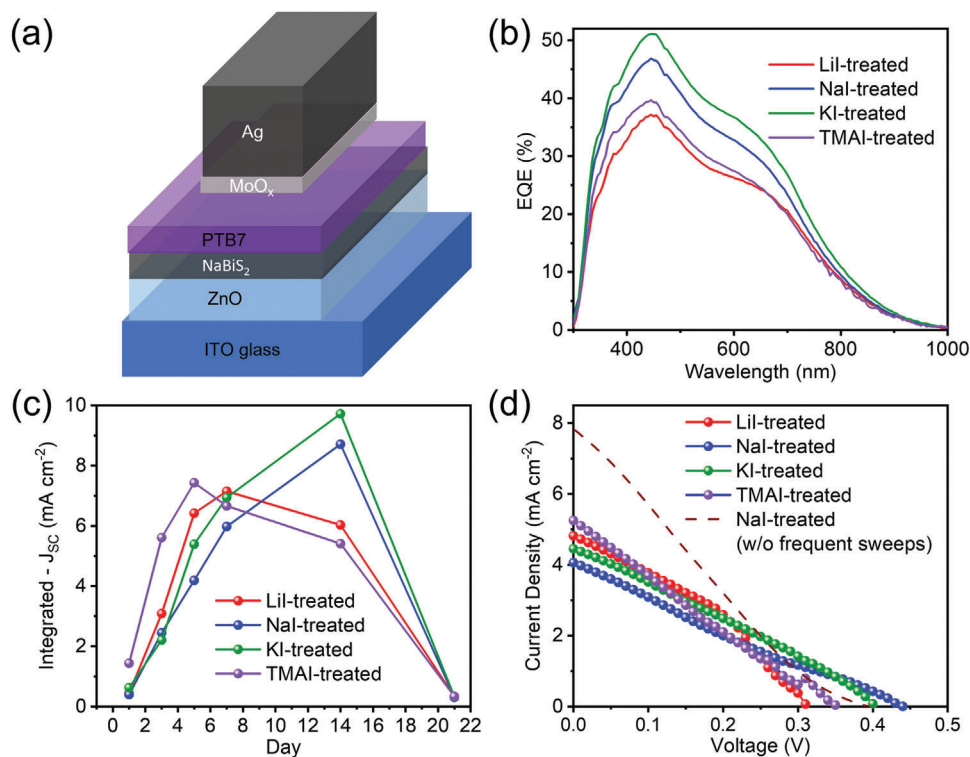 (a)
Ag
MoOx
PTB7
NaBiS2
ZnO
ITO glass
(b)
EQE (%)
50
40
30
20
10
0
LiI-treated
NaI-treated
KI-treated
TMAI-treated
400 600 800 1000
Wavelength (nm)
(c)
Integrated - JSC (mA cm-2)
10
8
6
4
2
0
LiI-treated
NaI-treated
KI-treated
TMAI-treated
0 2 4 6 8 10 12 14 16 18 20 22
Day
(d)
Current Density (mA cm-2)
8
6
4
2
0
LiI-treated
NaI-treated
KI-treated
TMAI-treated
NaI-treated
(w/o frequent sweeps)
0.0 0.1 0.2 0.3 0.4 0.5
Voltage (V)